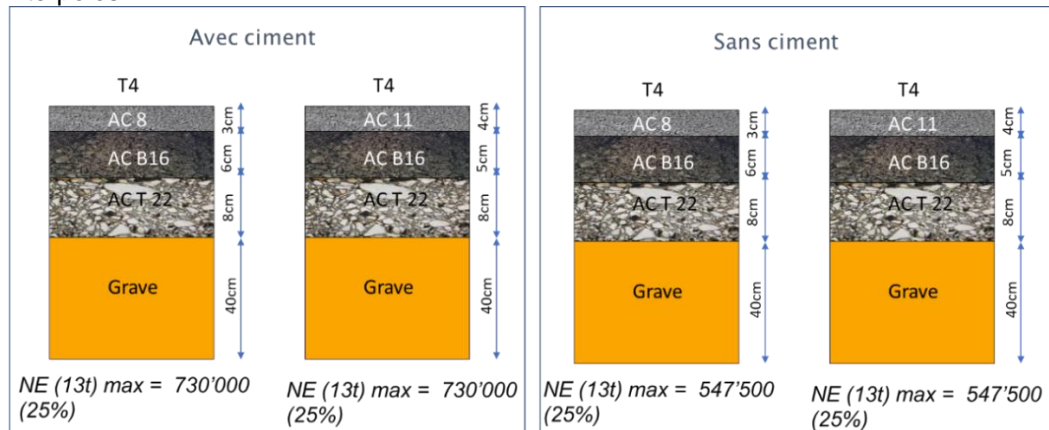 Avec ciment
T4
AC 8
3cm
AC B16
6cm
AC T 22
8cm
Grave
40cm
NE (13t) max = 730'000
(25%)
T4
AC 11
4cm
AC B16
5cm
AC T 22
8cm
Grave
40cm
NE (13t) max = 730'000
(25%)
Sans ciment
T4
AC 8
3cm
AC B16
6cm
AC T 22
8cm
Grave
40cm
NE (13t) max = 547'500
(25%)
T4
AC 11
4cm
AC B16
5cm
AC T 22
8cm
Grave
40cm
NE (13t) max = 547'500
(25%)